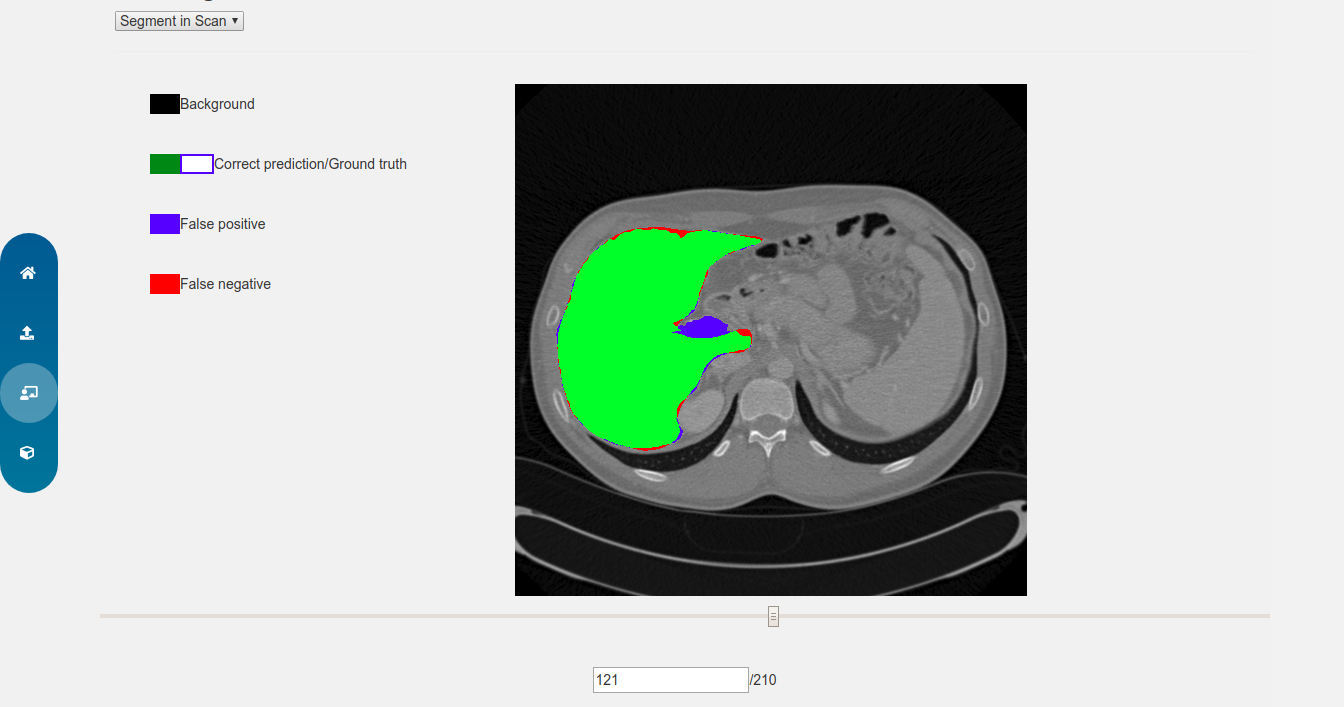 Segment in Scan
Background
Correct prediction/Ground truth
False positive
False negative
121/210